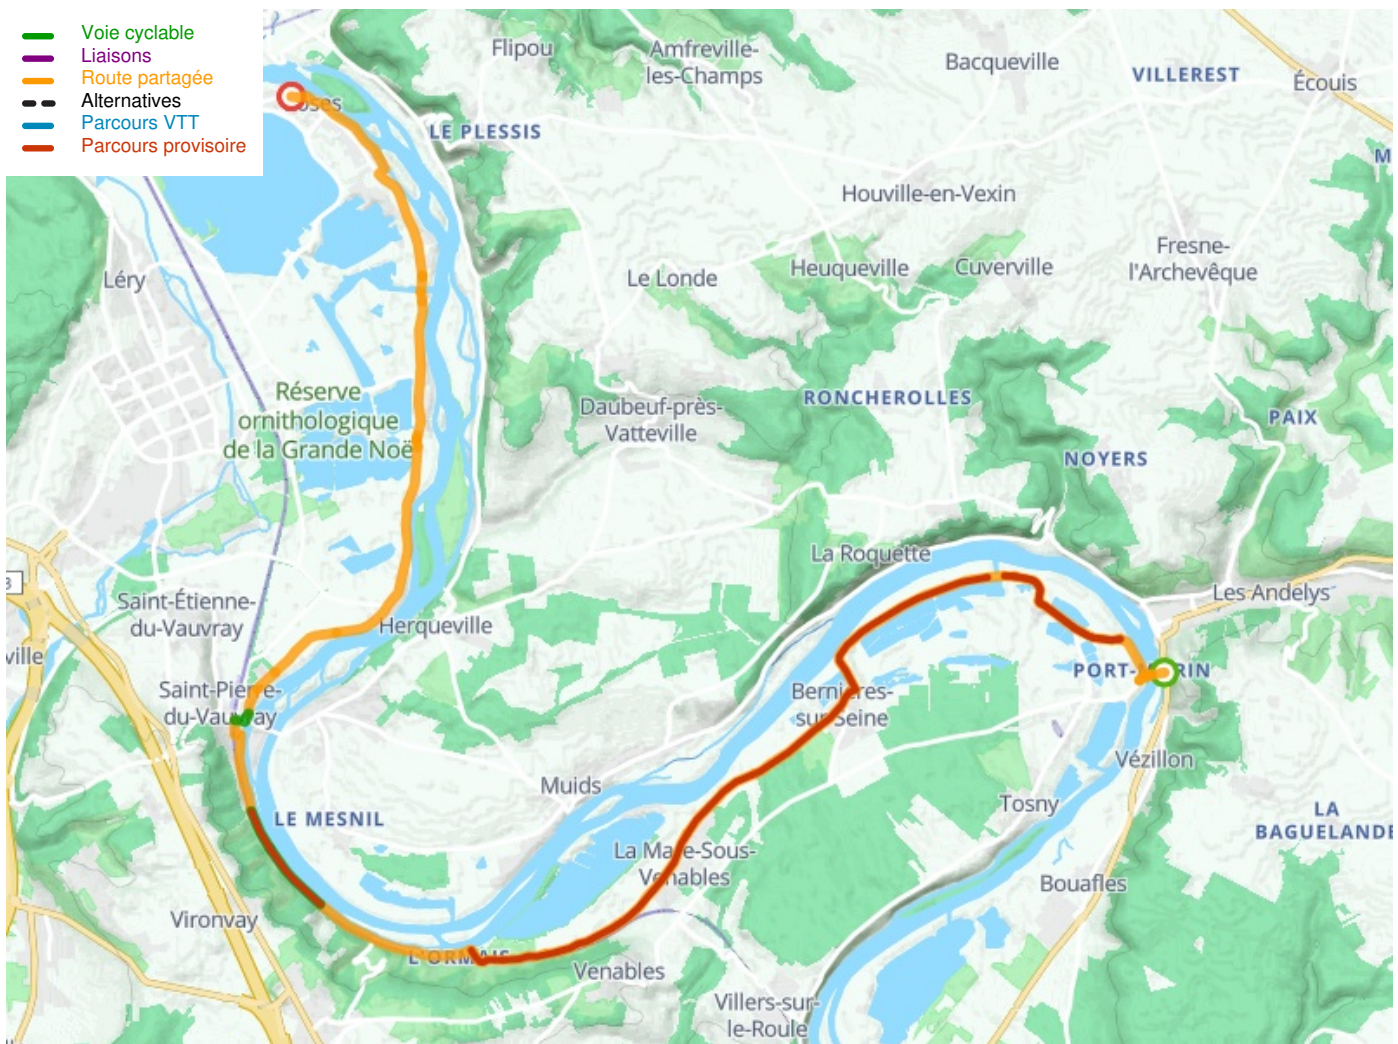 Voie cyclable
Liaisons
Route partagée
Alternatives
Parcours VTT
Parcours provisoire
Flipou
Amfreville-
les-Champs
Bacqueville
VILLEREST
Écouis
LE PLESSIS
Houville-en-Vexin
Fresne-
l'Archevêque
Léry
Le Londe
Heuqueville
Cuverville
Réserve
ornithologique
de la Grande Noë
Daubeuf-près-
Vatteville
RONCHEROLLES
PAIX
NOYERS
La Roquette
3
Les Andelys
Saint-Étienne-
du-Vauvray
Herqueville
ville
Saint-Pierre-
du-Vauvray
Bernières-
sur-Seine
Vézillon
Muids
Tosny
LE MESNIL
LA
BAGUELANDE
La Mare-Sous-
Venables
Bouafles
Vironvay
L'ORMAIS
Venables
Villers-sur-
le-Roule